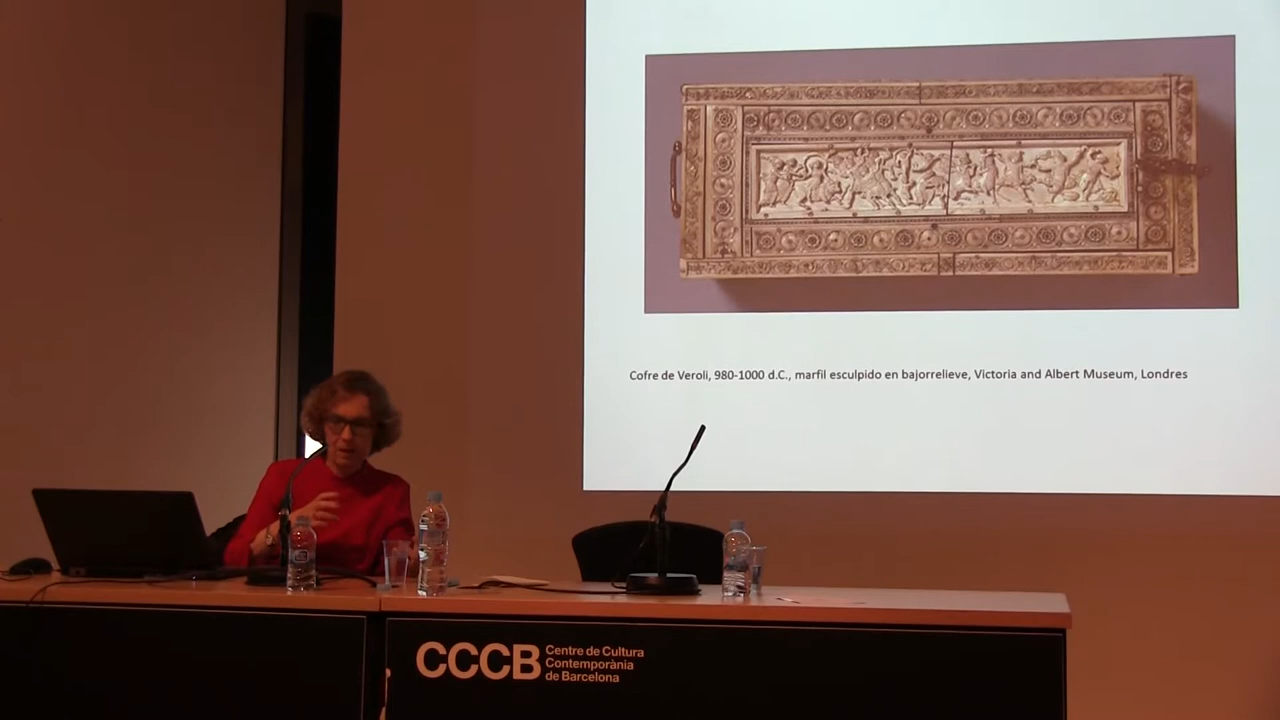 Cofre de Veroli, 980-1000 d.C., marfil esculpido en bajorrelieve, Victoria and Albert Museum, Londres
CCCB
Centre de Cultura
Contemporània
de Barcelona